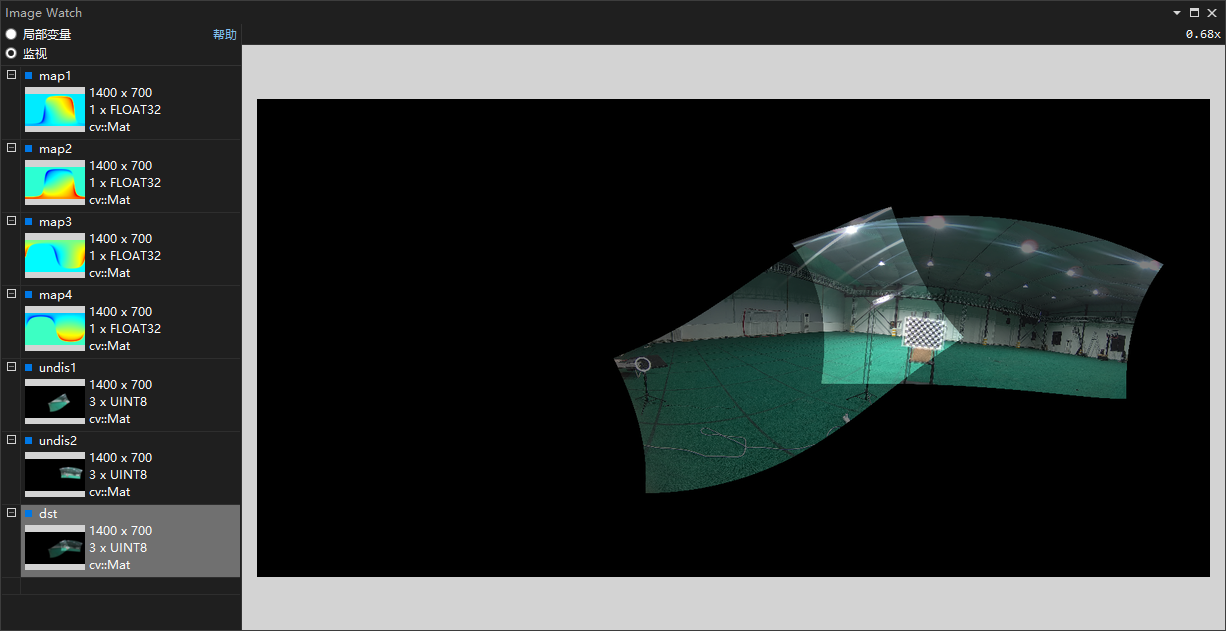 Image Watch
局部变量
帮助
0.68x
监视
map1
1400 x 700
1 x FLOAT32
cv::Mat
map2
1400 x 700
1 x FLOAT32
cv::Mat
map3
1400 x 700
1 x FLOAT32
cv::Mat
map4
1400 x 700
1 x FLOAT32
cv::Mat
undis1
1400 x 700
3 x UINT8
cv::Mat
undis2
1400 x 700
3 x UINT8
cv::Mat
dst
1400 x 700
3 x UINT8
cv::Mat